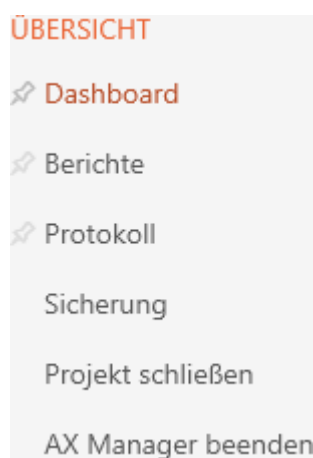 ÜBERSICHT
Dashboard
Berichte
Protokoll
Sicherung
Projekt schließen
AX Manager beenden